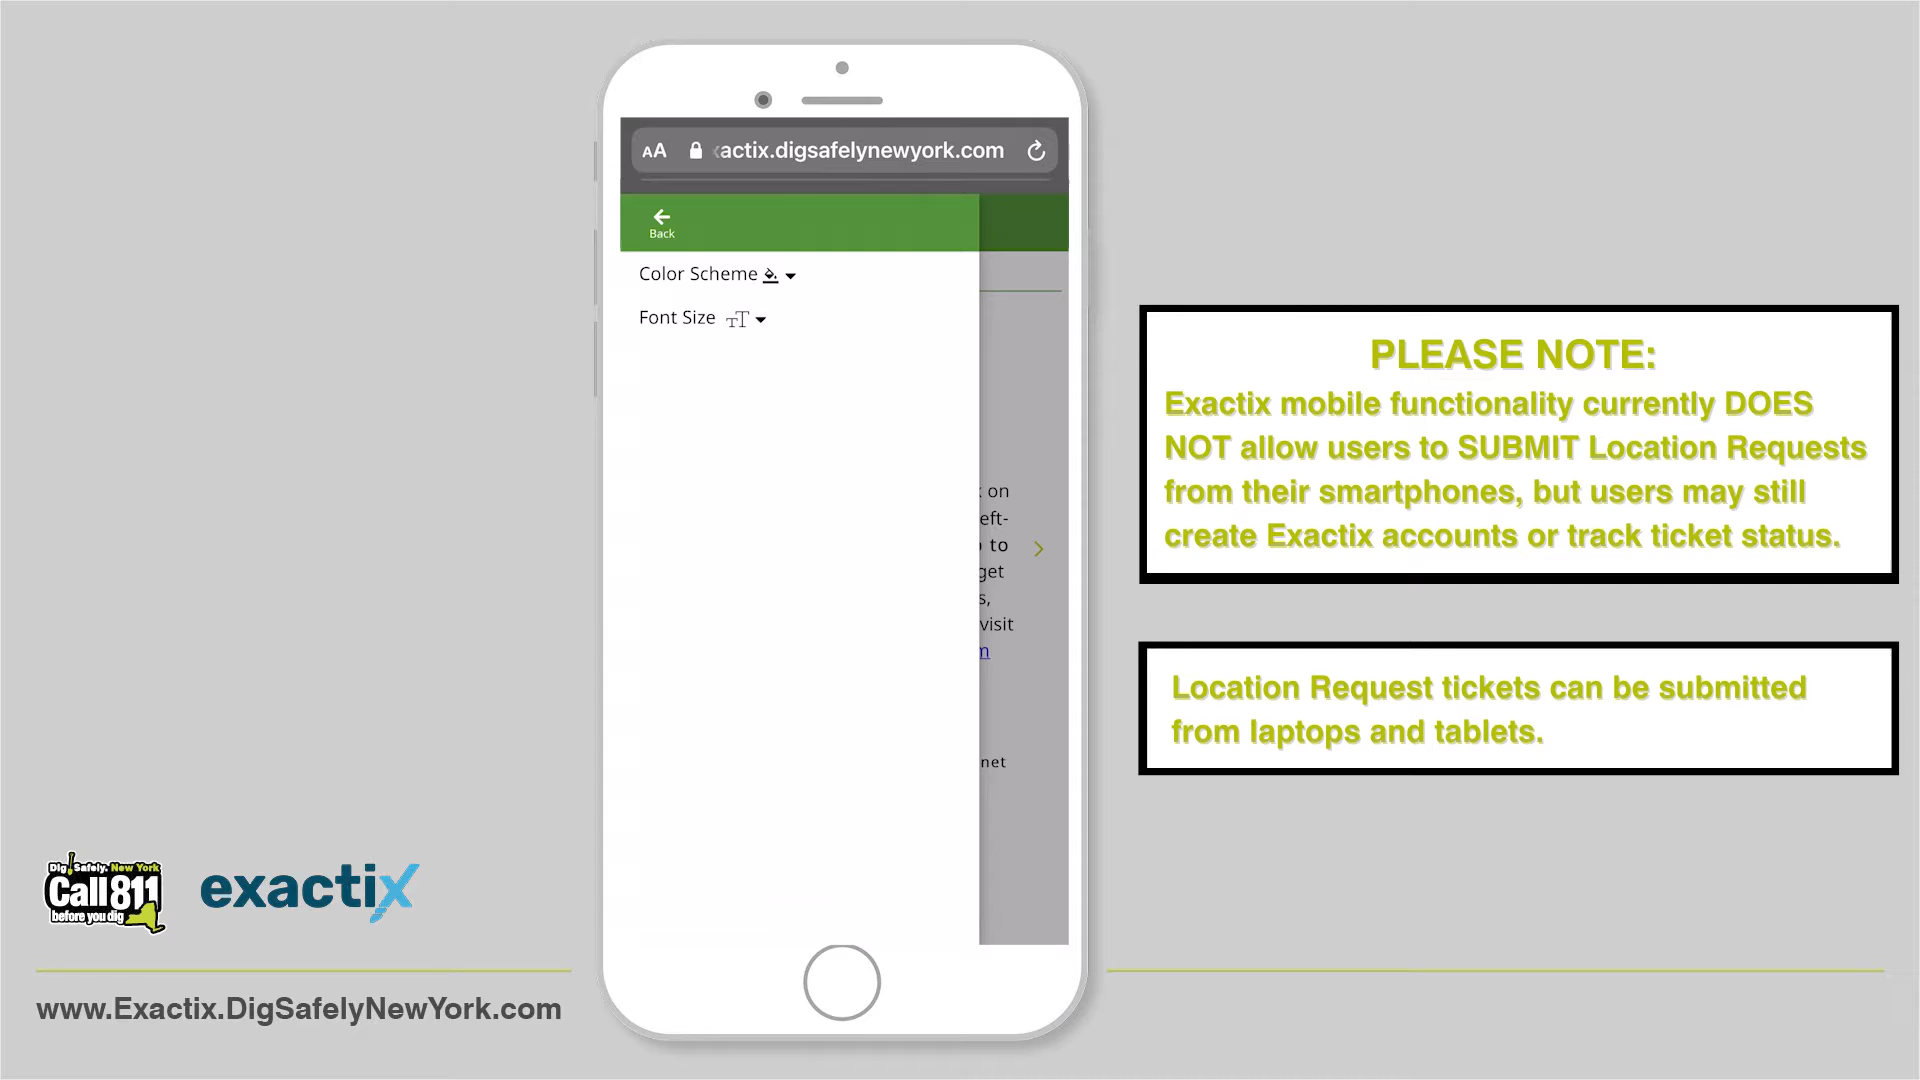 AA actix.digsafelynewyork.com
Back
Color Scheme
Font Size TT
on
eft-
to
get
s,
visit
m
net
PLEASE NOTE:
Exactix mobile functionality currently DOES
NOT allow users to SUBMIT Location Requests
from their smartphones, but users may still
create Exactix accounts or track ticket status.
Location Request tickets can be submitted
from laptops and tablets.
Dig Safely. New York
Call 811
before you dig
exactix
www.Exactix.DigSafelyNewYork.com